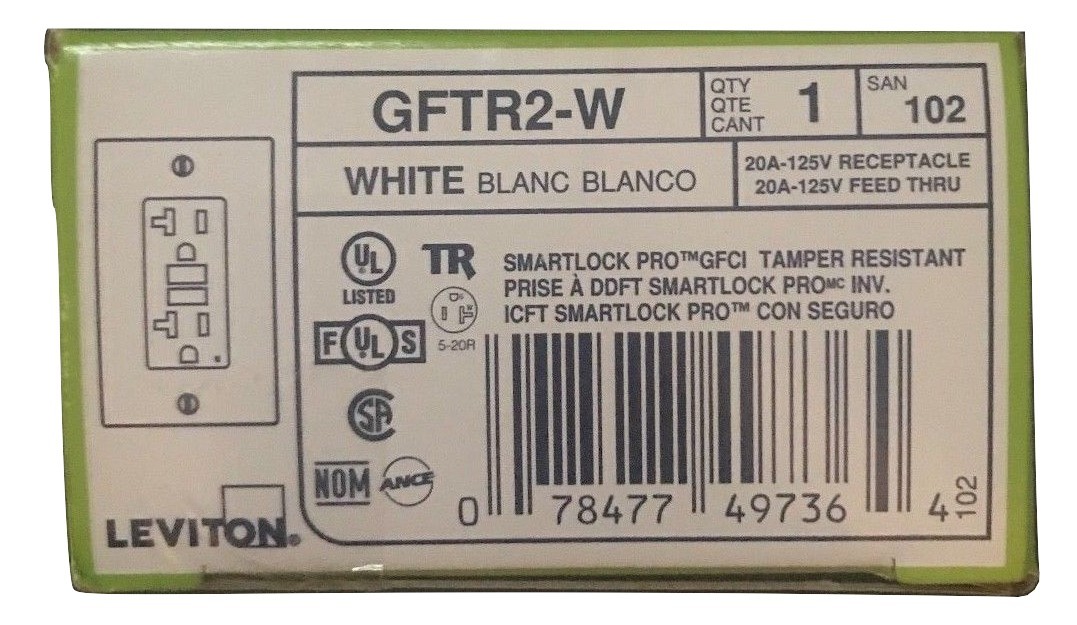 GFTR2-W
QTY
QTE
CANT
1
SAN
102
WHITE BLANC BLANCO
20A-125V RECEPTACLE
20A-125V FEED THRU
UL
LISTED
TR
SMARTLOCK PRO™GFCI TAMPER RESISTANT
PRISE À DDFT SMARTLOCK PROᴹᶜ INV.
ICFT SMARTLOCK PRO™ CON SEGURO
F UL S
5-20R
SA
NOM ANCE
0 78477 49736 4
102
LEVITON®